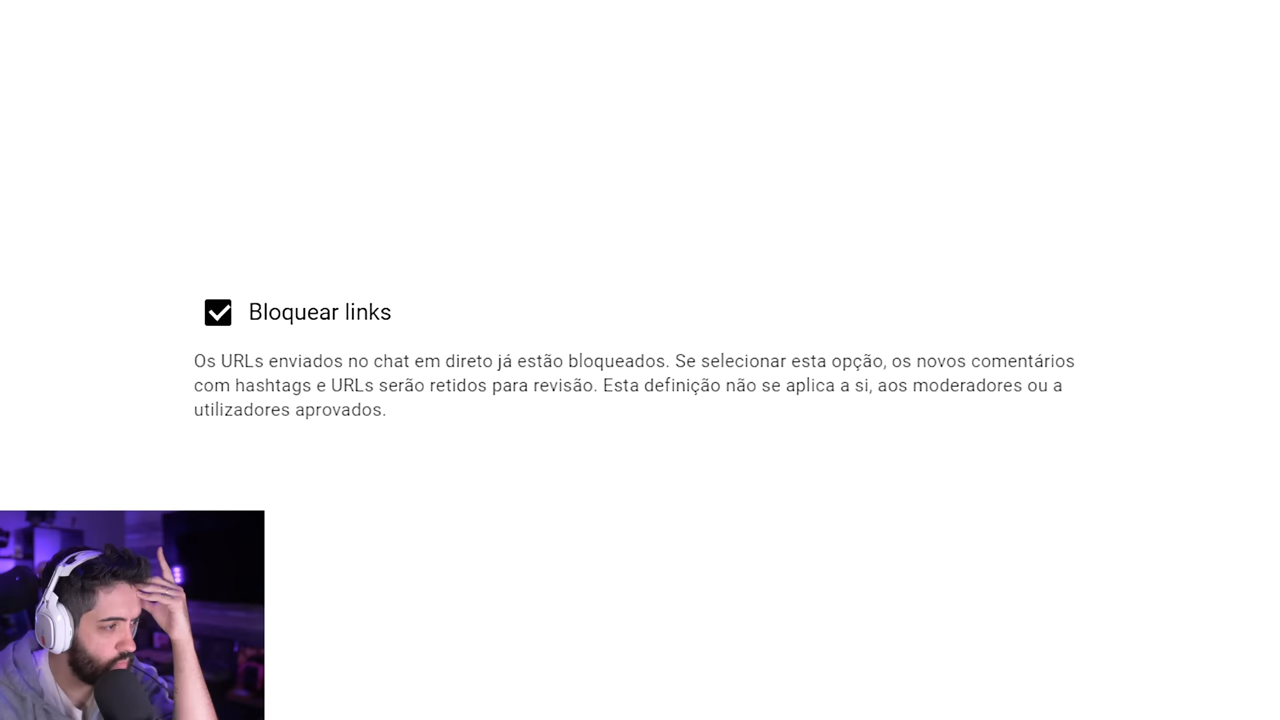 Bloquear links
Os URLs enviados no chat em direto já estão bloqueados. Se selecionar esta opção, os novos comentários
com hashtags e URLs serão retidos para revisão. Esta definição não se aplica a si, aos moderadores ou a
utilizadores aprovados.